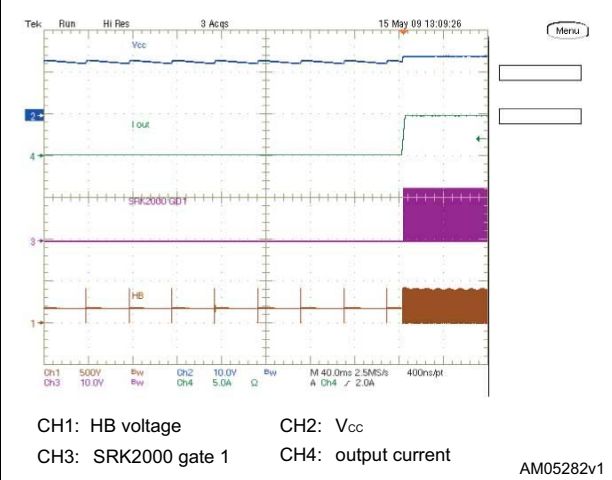 Tek Run Hi Res 3 Acqs 15 May 09 13:09:26
Menu
Vcc
2
I out
4
SRK2000 GD1
3
HB
1
Ch1 500V Bw Ch2 10.0V Bw M 40.0ms 2.5MS/s 400ns/pt
Ch3 10.0V Bw Ch4 5.0A Ω A Ch4 / 2.0A
CH1: HB voltage CH2: Vcc
CH3: SRK2000 gate 1 CH4: output current
AM05282v1